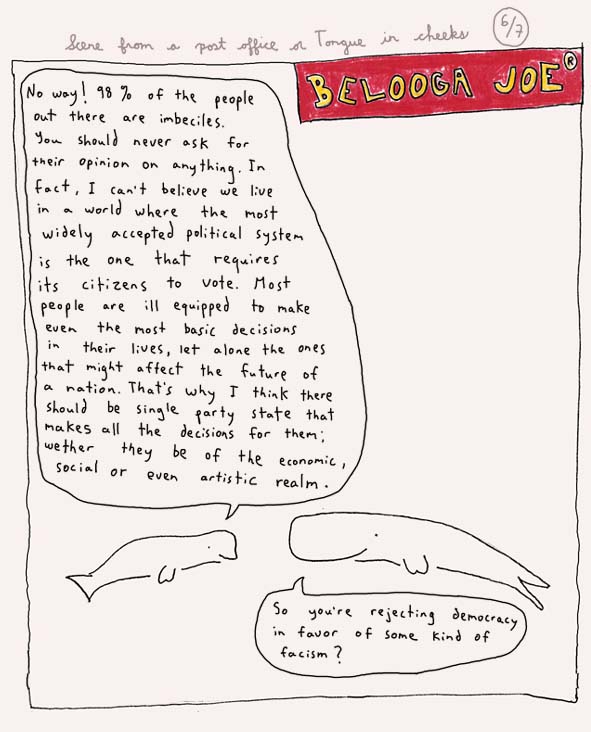 Scene from a post office or Tongue in cheeks 6/7
BELOOGA JOE®
No way! 98 % of the people
out there are imbeciles.
You should never ask for
their opinion on anything. In
fact, I can't believe we live
in a world where the most
widely accepted political system
is the one that requires
its citizens to vote. Most
people are ill equipped to make
even the most basic decisions
in their lives, let alone the ones
that might affect the future of
a nation. That's why I think there
should be single party state that
makes all the decisions for them;
wether they be of the economic,
social or even artistic realm.
So you're rejecting democracy
in favor of some kind of
facism?